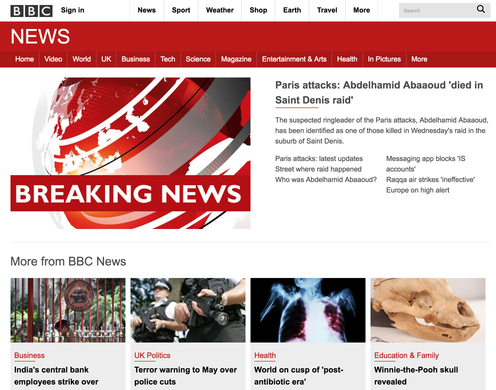 BBC Sign in News Sport Weather Shop Earth Travel More Search
NEWS
Home Video World UK Business Tech Science Magazine Entertainment & Arts Health In Pictures More
BREAKING NEWS
Paris attacks: Abdelhamid Abaaoud 'died in
Saint Denis raid'
The suspected ringleader of the Paris attacks, Abdelhamid Abaaoud,
has been identified as one of those killed in Wednesday's raid in the
suburb of Saint Denis.
Paris attacks: latest updates
Street where raid happened
Who was Abdelhamid Abaaoud?
Messaging app blocks 'IS
accounts'
Raqqa air strikes 'ineffective'
Europe on high alert
More from BBC News
Business
India's central bank
employees strike over
UK Politics
Terror warning to May over
police cuts
Health
World on cusp of 'post-
antibiotic era'
Education & Family
Winnie-the-Pooh skull
revealed